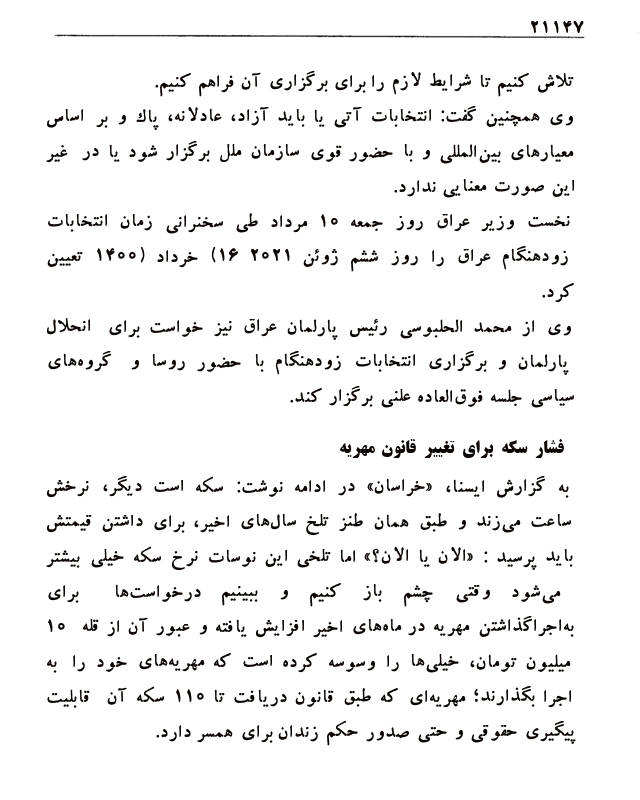 ۲۱۱۴۷
تلاش کنیم تا شرایط لازم را برای برگزاری آن فراهم کنیم.
وی همچنین گفت: انتخابات آتی یا باید آزاد، عادلانه، پاك و بر اساس
معیارهای بین‌المللی و با حضور قوی سازمان ملل برگزار شود یا در غیر
این صورت معنایی ندارد.
نخست وزیر عراق روز جمعه ۱۰ مرداد طی سخنرانی زمان انتخابات
زودهنگام عراق را روز ششم ژوئن ۲۰۲۱ ۱۶) خرداد (۱۴۰۰ تعیین
کرد.
وی از محمد الحلبوسی رئیس پارلمان عراق نیز خواست برای انحلال
پارلمان و برگزاری انتخابات زودهنگام با حضور روسا و گروه‌های
سیاسی جلسه فوق‌العاده علنی برگزار کند.
فشار سکه برای تغییر قانون مهریه
به گزارش ایسنا، «خراسان» در ادامه نوشت: سکه است دیگر، نرخش
ساعت می‌زند و طبق همان طنز تلخ سال‌های اخیر، برای داشتن قیمتش
باید پرسید : «الان یا الان؟» اما تلخی این نوسات نرخ سکه خیلی بیشتر
می‌شود وقتی چشم باز کنیم و ببینیم درخواست‌ها برای
به‌اجراگذاشتن مهریه در ماه‌های اخیر افزایش یافته و عبور آن از قله ۱۰
میلیون تومان، خیلی‌ها را وسوسه کرده است که مهریه‌های خود را به
اجرا بگذارند؛ مهریه‌ای که طبق قانون دریافت تا ۱۱۰ سکه آن قابلیت
پیگیری حقوقی و حتی صدور حکم زندان برای همسر دارد.